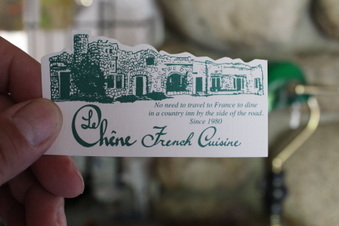 No need to travel to France to dine
in a country inn by the side of the road.
Since 1980
Le
Chêne French Cuisine